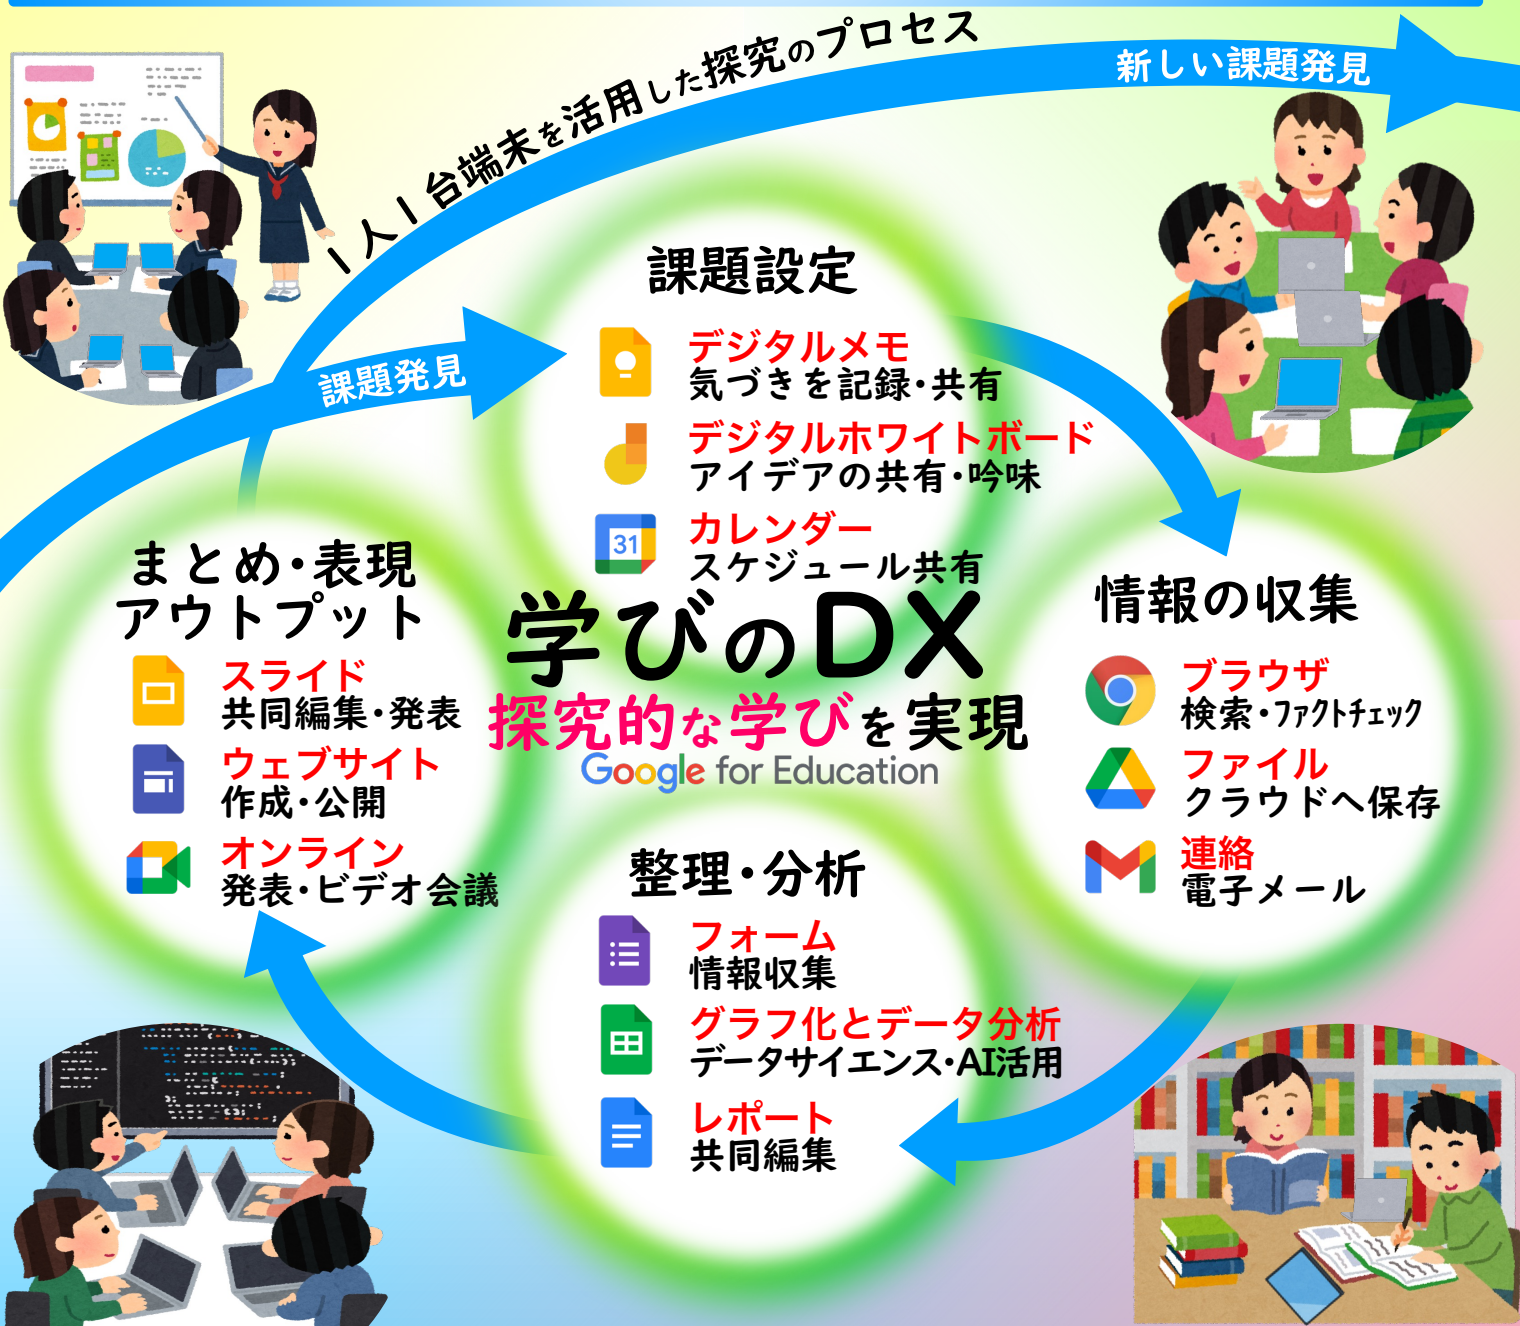 1人1台端末を活用した探究のプロセス
新しい課題発見
課題発見
課題設定
デジタルメモ
気づきを記録・共有
デジタルホワイトボード
アイデアの共有・吟味
31
カレンダー
スケジュール共有
学びのDX
探究的な学びを実現
Google for Education
情報の収集
ブラウザ
検索・ファクトチェック
ファイル
クラウドへ保存
連絡
電子メール
整理・分析
フォーム
情報収集
グラフ化とデータ分析
データサイエンス・AI活用
レポート
共同編集
まとめ・表現
アウトプット
スライド
共同編集・発表
ウェブサイト
作成・公開
オンライン
発表・ビデオ会議